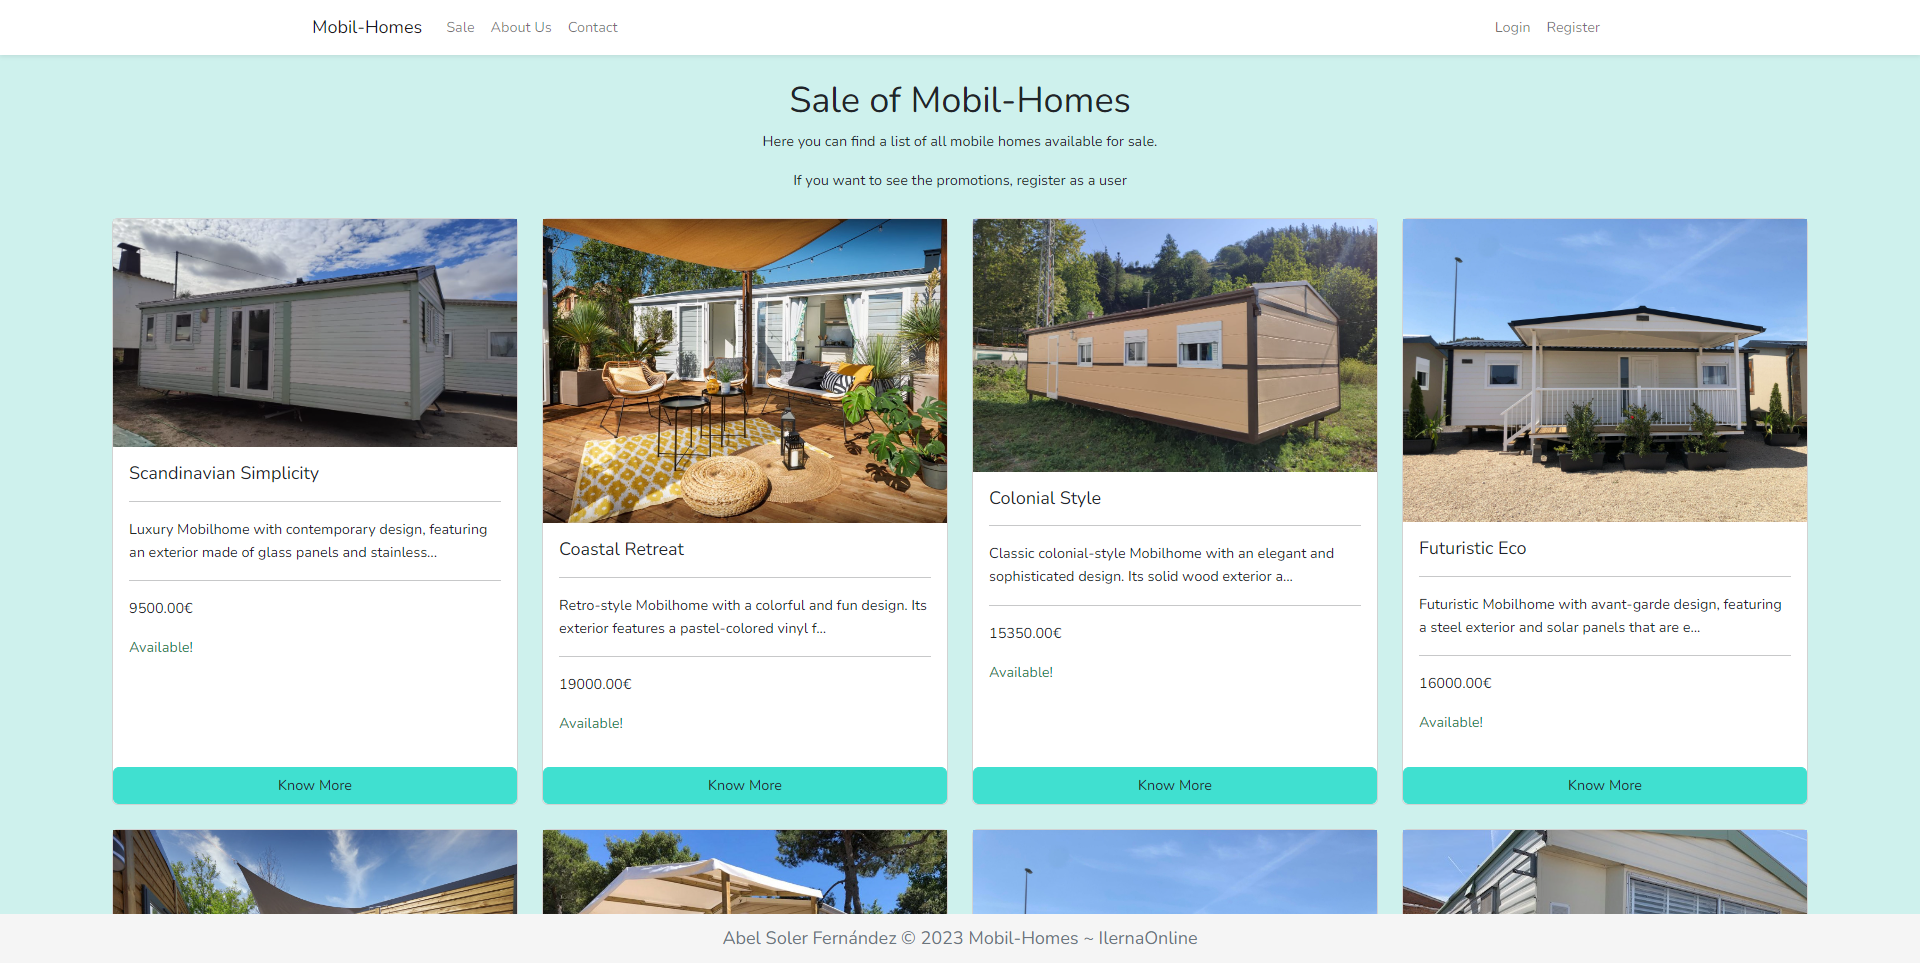 Mobil-Homes Sale About Us Contact Login Register
Sale of Mobil-Homes
Here you can find a list of all mobile homes available for sale.
If you want to see the promotions, register as a user
Scandinavian Simplicity
Luxury Mobilhome with contemporary design, featuring
an exterior made of glass panels and stainless...
9500.00€
Available!
Know More
Coastal Retreat
Retro-style Mobilhome with a colorful and fun design. Its
exterior features a pastel-colored vinyl f...
19000.00€
Available!
Know More
Colonial Style
Classic colonial-style Mobilhome with an elegant and
sophisticated design. Its solid wood exterior a...
15350.00€
Available!
Know More
Futuristic Eco
Futuristic Mobilhome with avant-garde design, featuring
a steel exterior and solar panels that are e...
16000.00€
Available!
Know More
Abel Soler Fernández © 2023 Mobil-Homes ~ IlernaOnline